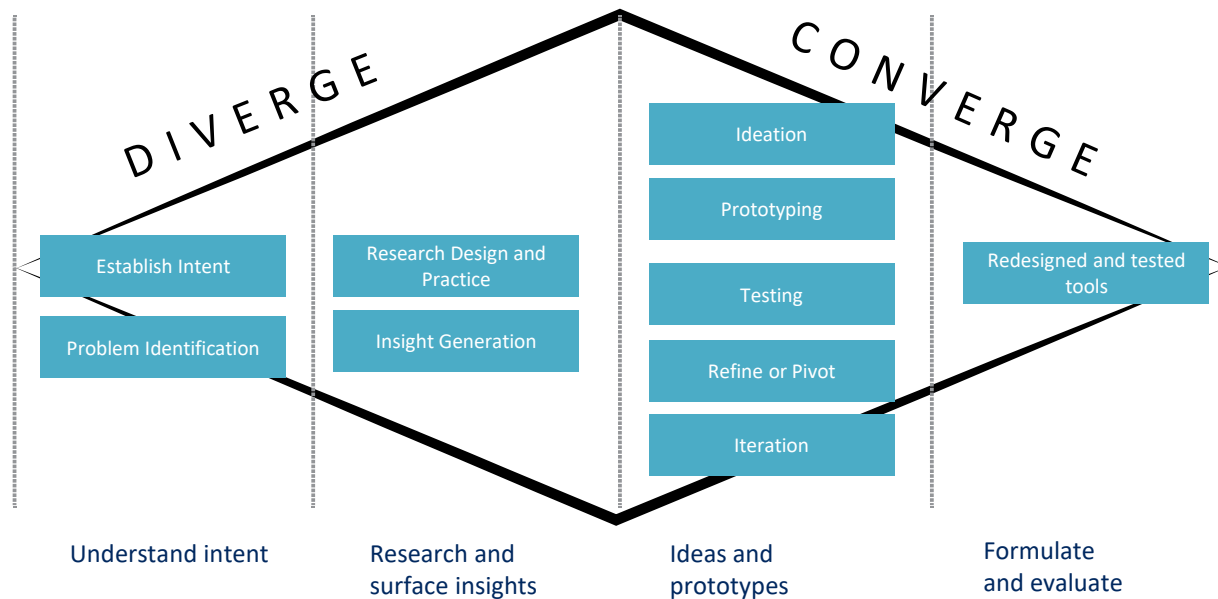 DIVERGE
CONVERGE
Establish Intent
Problem Identification
Research Design and
Practice
Insight Generation
Ideation
Prototyping
Testing
Refine or Pivot
Iteration
Redesigned and tested
tools
Understand intent
Research and
surface insights
Ideas and
prototypes
Formulate
and evaluate